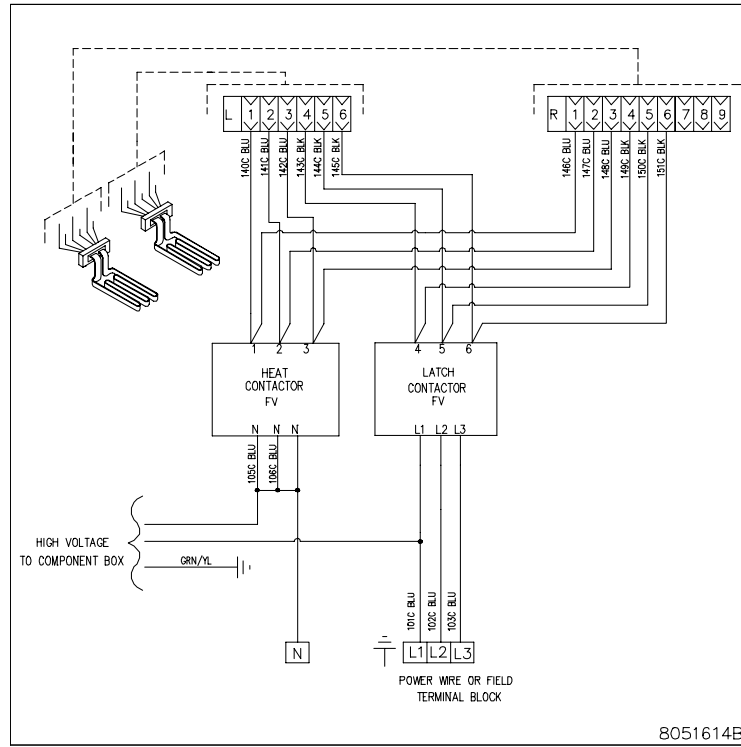 L 1 2 3 4 5 6
R 1 2 3 4 5 6 7 8 9
140C BLU
141C BLU
142C BLU
143C BLK
144C BLK
145C BLK
146C BLU
147C BLU
148C BLU
149C BLK
150C BLK
151C BLK
1 2 3
HEAT
CONTACTOR
FV
N N N
4 5 6
LATCH
CONTACTOR
FV
L1 L2 L3
105C BLU
106C BLU
HIGH VOLTAGE
TO COMPONENT BOX
GRN/YL
101C BLU
102C BLU
103C BLU
N
L1 L2 L3
POWER WIRE OR FIELD
TERMINAL BLOCK
8051614B